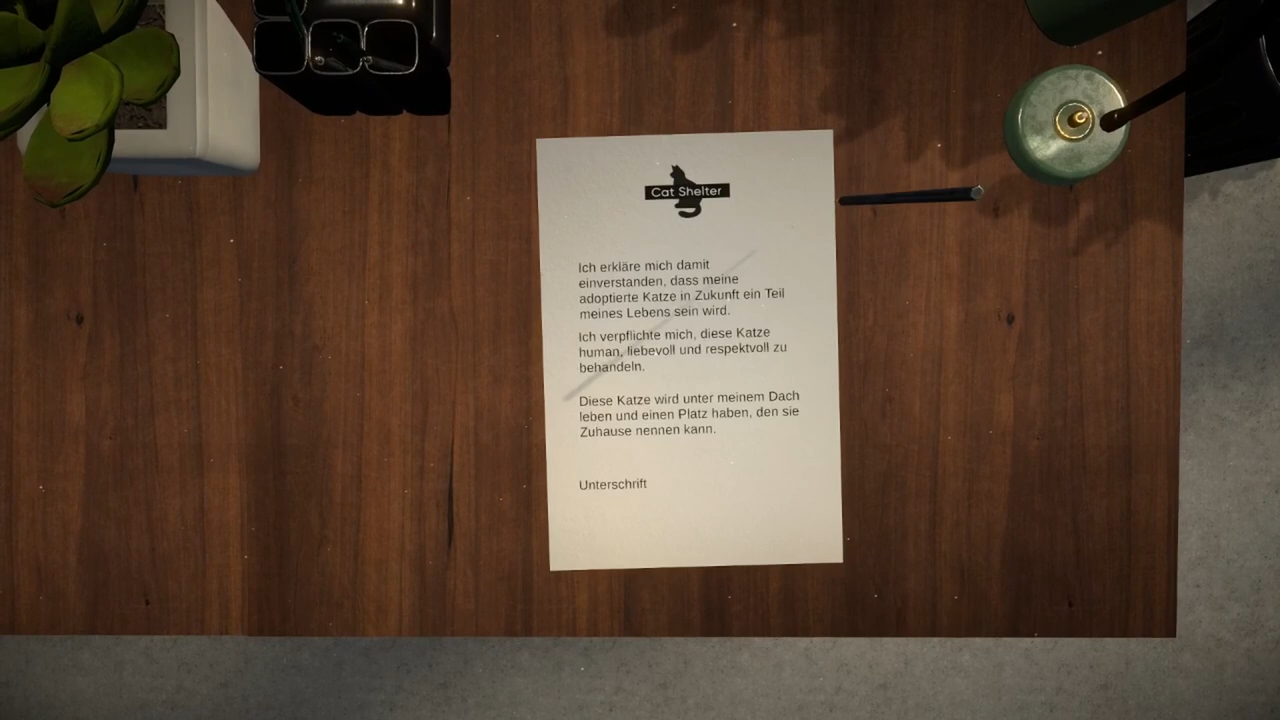 Cat Shelter
Ich erkläre mich damit
einverstanden, dass meine
adoptierte Katze in Zukunft ein Teil
meines Lebens sein wird.
Ich verpflichte mich, diese Katze
human, liebevoll und respektvoll zu
behandeln.
Diese Katze wird unter meinem Dach
leben und einen Platz haben, den sie
Zuhause nennen kann.
Unterschrift